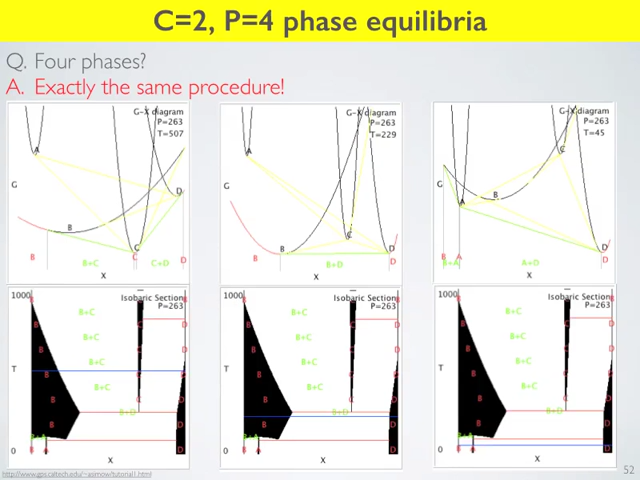 C=2, P=4 phase equilibria
Q. Four phases?
A. Exactly the same procedure!
G-X diagram
P=263
T=507
A
G
B
C
D
B
B+C
C
C+D
D
X
G-X diagram
P=263
T=229
A
G
B
C
D
B
B+D
D
X
G-X diagram
P=263
T=45
C
G
A
B
D
B
A
B+A
A+D
D
X
1000
Isobaric Section
P=263
B+C
B+C
B+C
B+C
B+D
T
0
X
1000
Isobaric Section
P=263
B+C
B+C
B+C
B+C
B+D
T
0
X
1000
Isobaric Section
P=263
B+C
B+C
B+C
B+C
B+D
T
0
X
http://www.gps.caltech.edu/~asimow/tutorial1.html
52